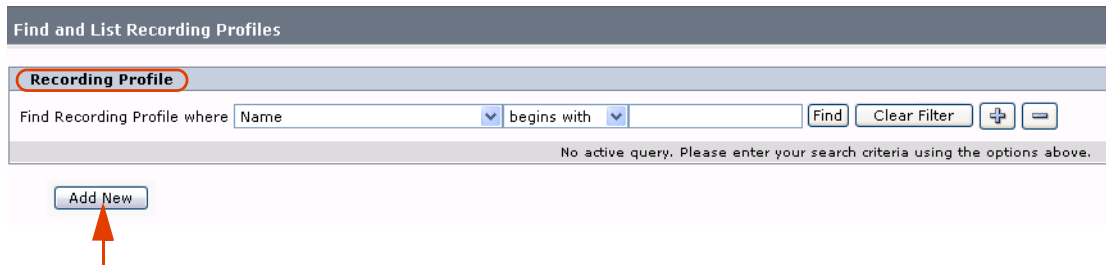 Find and List Recording Profiles
Recording Profile
Find Recording Profile where Name begins with Find Clear Filter
No active query. Please enter your search criteria using the options above.
Add New